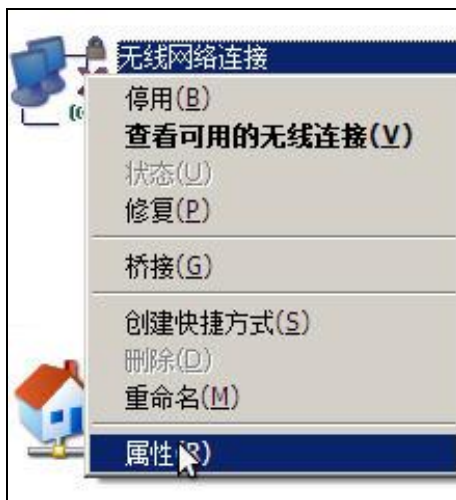 无线网络连接
停用(B)
查看可用的无线连接(V)
状态(U)
修复(P)
桥接(G)
创建快捷方式(S)
删除(D)
重命名(M)
属性(R)